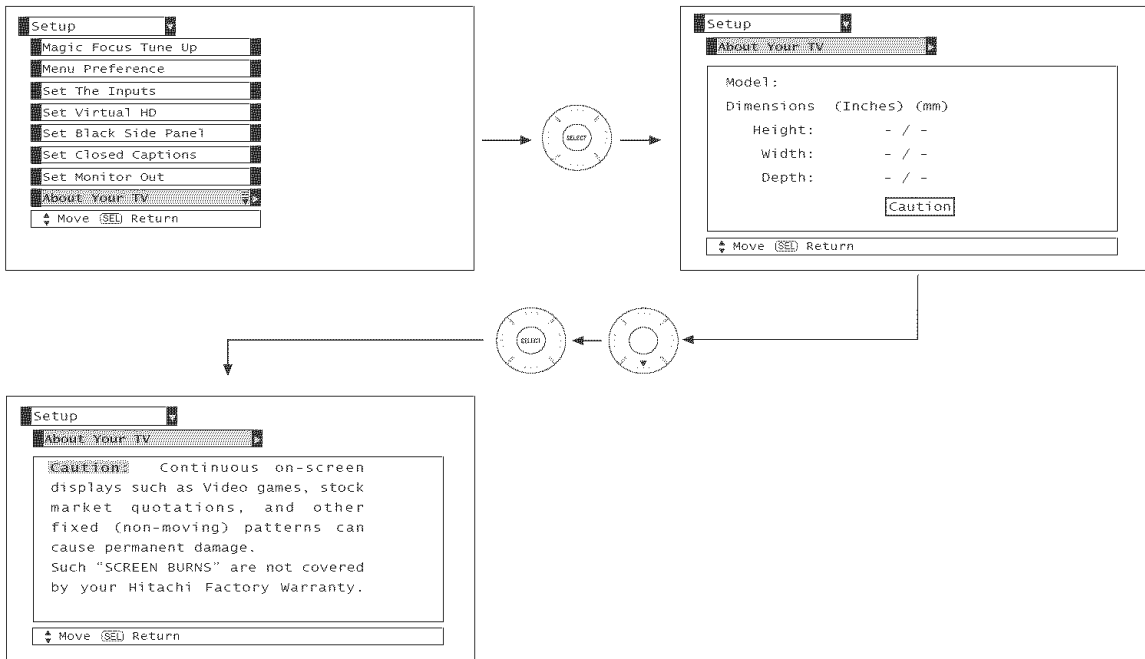 Setup
Magic Focus Tune Up
Menu Preference
Set The Inputs
Set Virtual HD
Set Black Side Panel
Set Closed Captions
Set Monitor Out
About Your TV
Move SEL Return
SELECT
Setup
About Your TV
Model:
Dimensions (Inches) (mm)
Height: - / -
Width: - / -
Depth: - / -
Caution
Move SEL Return
SELECT
Setup
About Your TV
Caution: Continuous on-screen
displays such as Video games, stock
market quotations, and other
fixed (non-moving) patterns can
cause permanent damage.
Such “SCREEN BURNS” are not covered
by your Hitachi Factory Warranty.
Move SEL Return